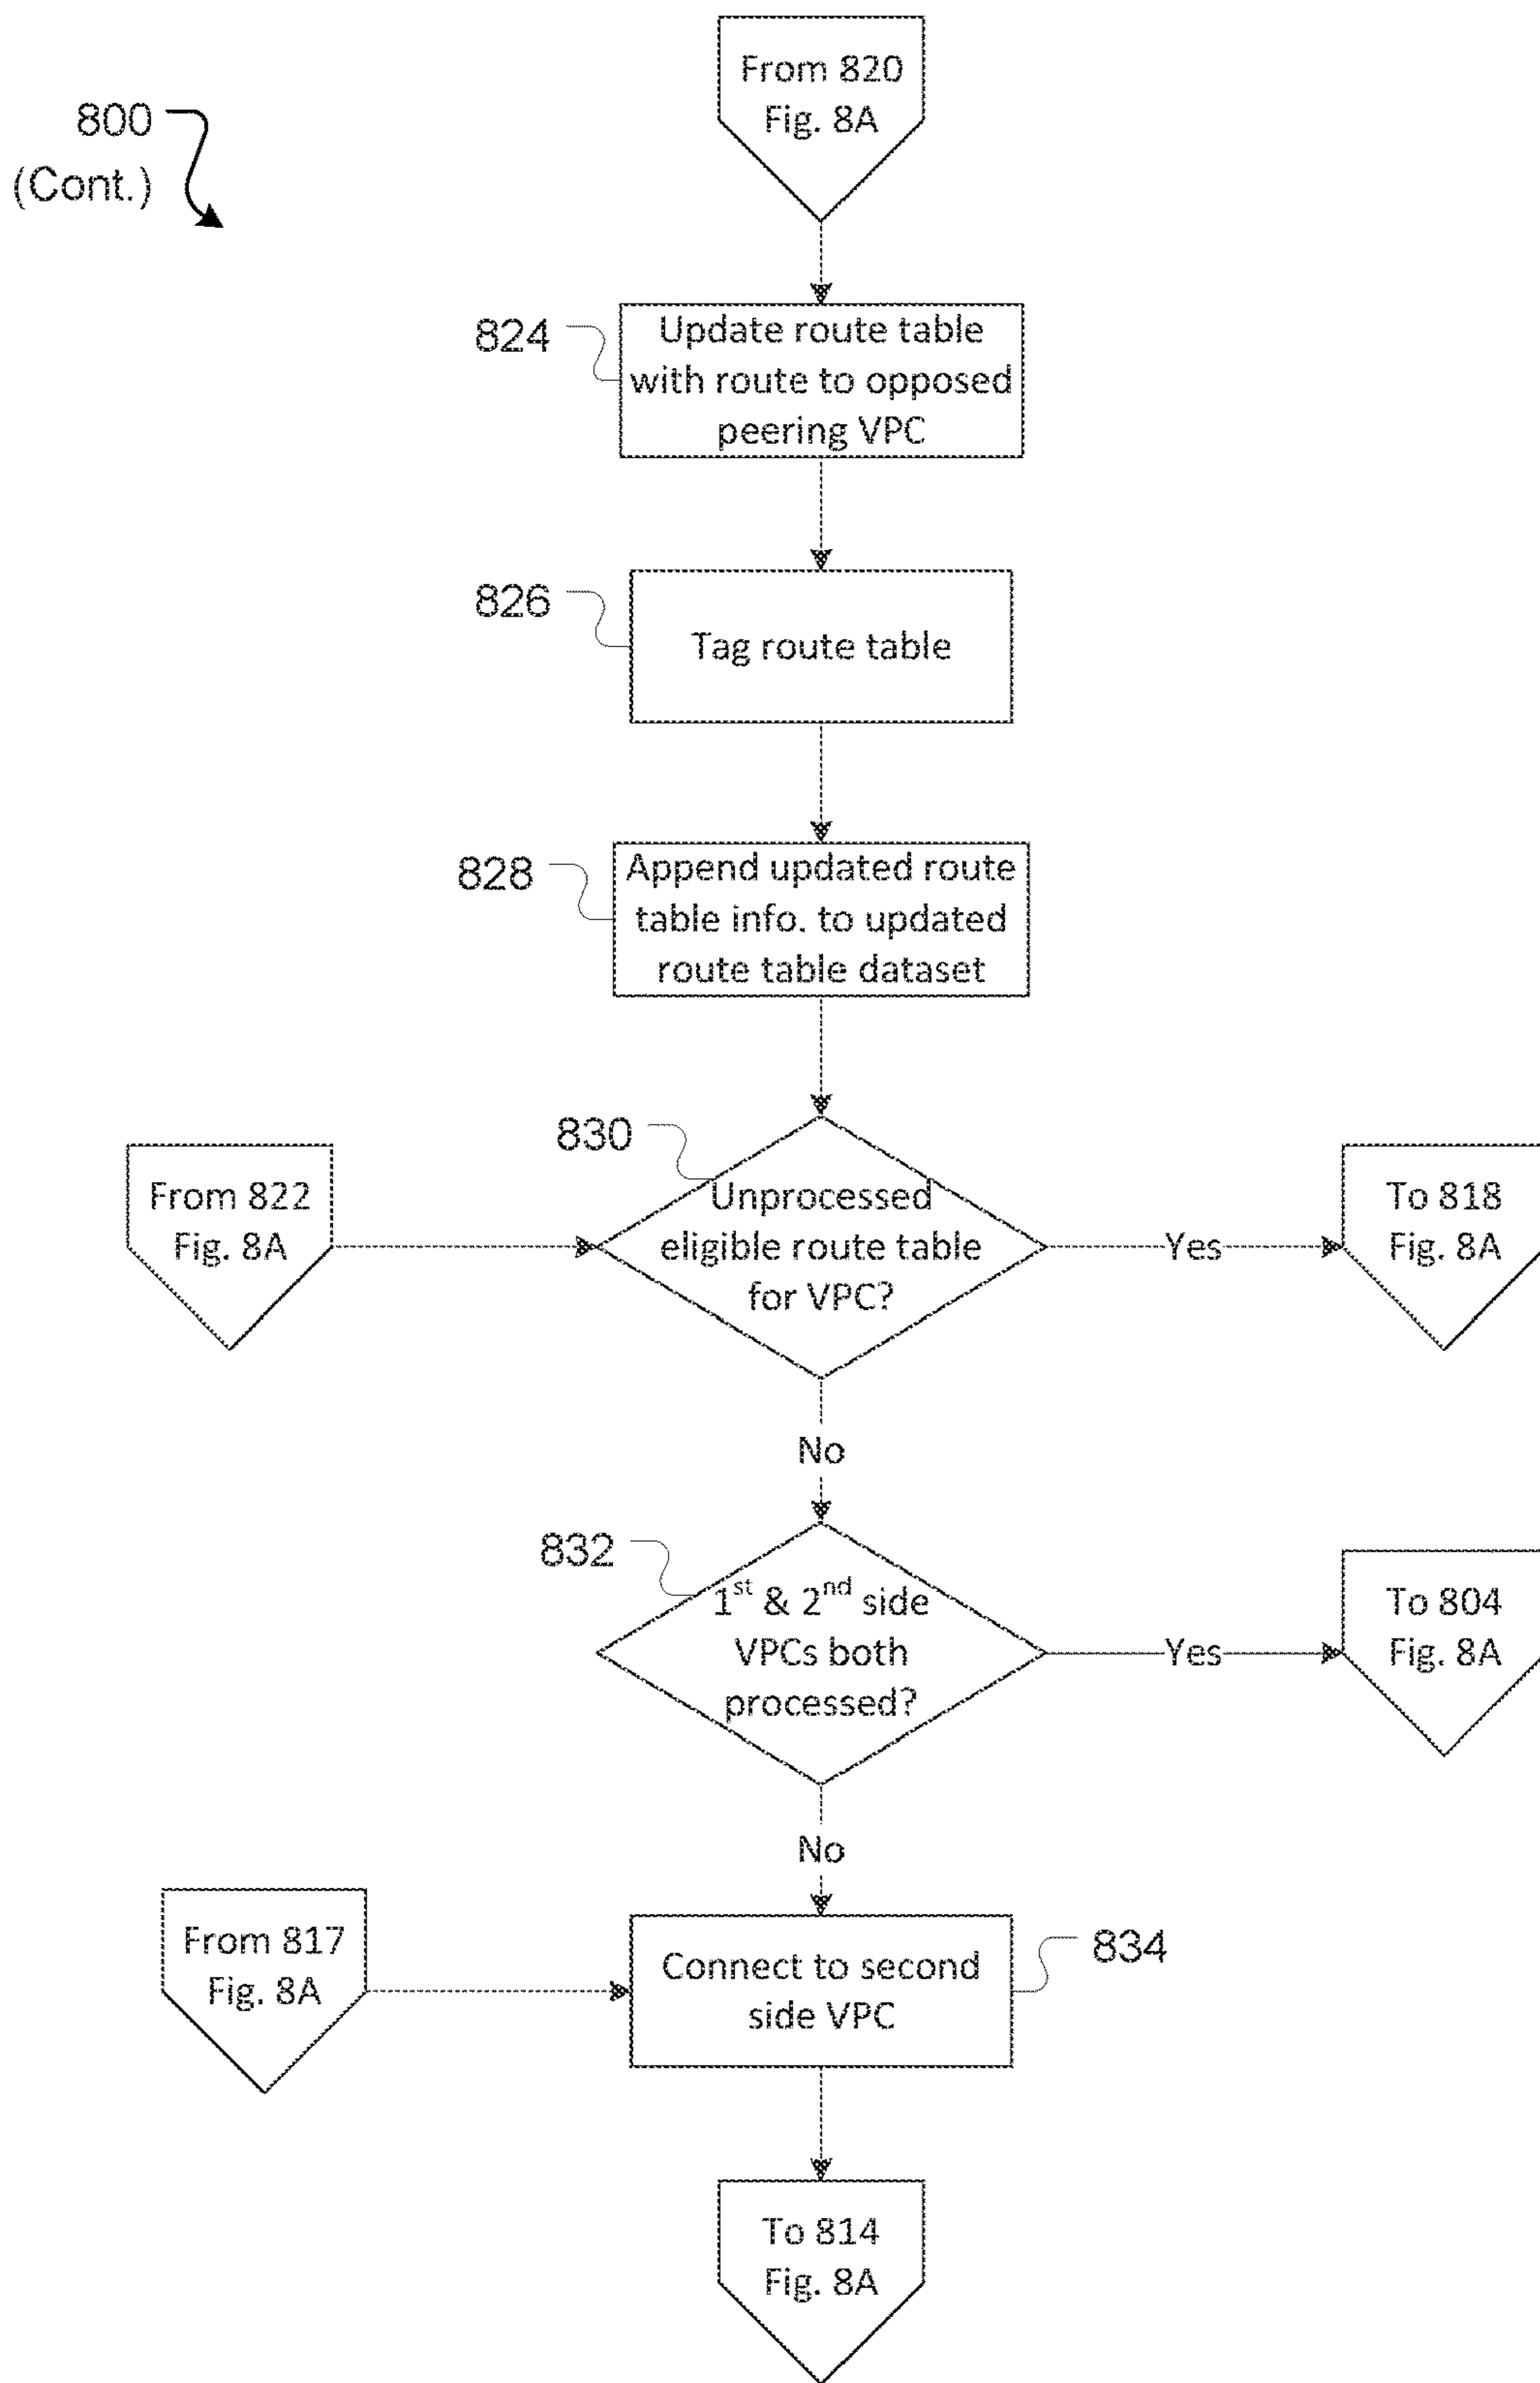 From 820
Fig. 8A
800
(Cont.)
824
Update route table
with route to opposed
peering VPC
826
Tag route table
828
Append updated route
table info. to updated
route table dataset
830
From 822
Fig. 8A
Unprocessed
eligible route table
for VPC?
Yes
To 818
Fig. 8A
No
832
1st & 2nd side
VPCs both
processed?
Yes
To 804
Fig. 8A
No
From 817
Fig. 8A
Connect to second
side VPC
834
To 814
Fig. 8A